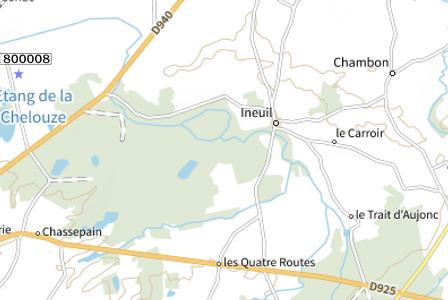 D940
800008
Chambon
Étang de la
Chelouze
Ineuil
le Carroir
le Trait d'Aujonc
Chassepain
les Quatre Routes
D925